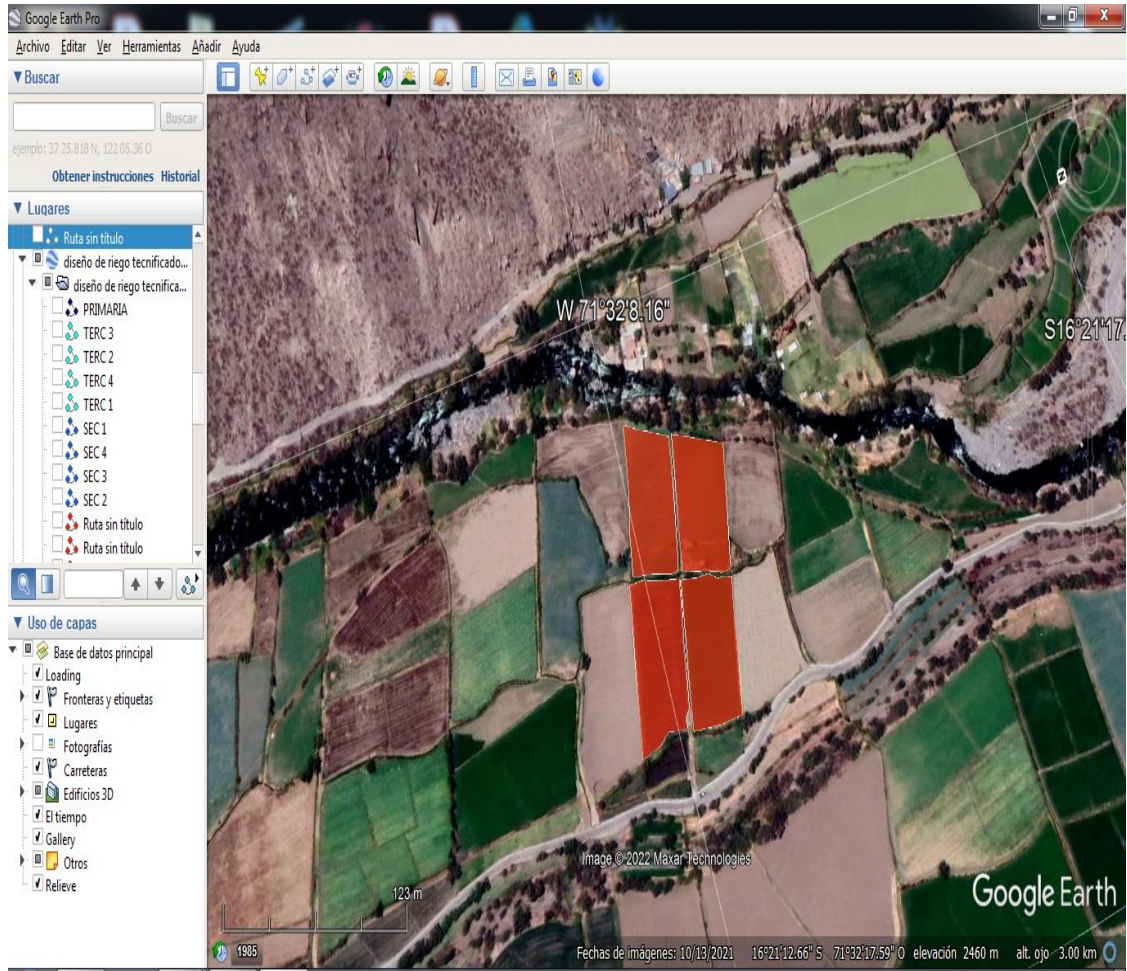 Google Earth Pro
Archivo Editar Ver Herramientas Añadir Ayuda
▼ Buscar
Buscar
ejemplo: 37 25.818 N, 122 05.36 O
Obtener instrucciones Historial
▼ Lugares
Ruta sin título
diseño de riego tecnificado...
diseño de riego tecnifica...
PRIMARIA
TERC 3
TERC 2
TERC 4
TERC 1
SEC 1
SEC 4
SEC 3
SEC 2
Ruta sin título
Ruta sin título
▼ Uso de capas
Base de datos principal
Loading
Fronteras y etiquetas
Lugares
Fotografías
Carreteras
Edificios 3D
El tiempo
Gallery
Otros
Relieve
N
W 71°32'8.16"
S16°21'17.
Image © 2022 Maxar Technologies
Google Earth
123 m
1985
Fechas de imágenes: 10/13/2021 16°21'12.66" S 71°32'17.59" O elevación 2460 m alt. ojo 3.00 km